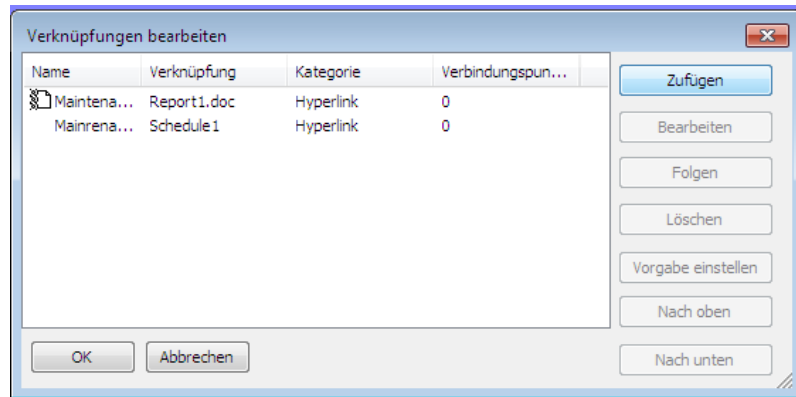 Verknüpfungen bearbeiten
Name Verknüpfung Kategorie Verbindungspun...
Maintena... Report1.doc Hyperlink 0
Mainrena... Schedule1 Hyperlink 0
Zufügen
Bearbeiten
Folgen
Löschen
Vorgabe einstellen
Nach oben
Nach unten
OK Abbrechen